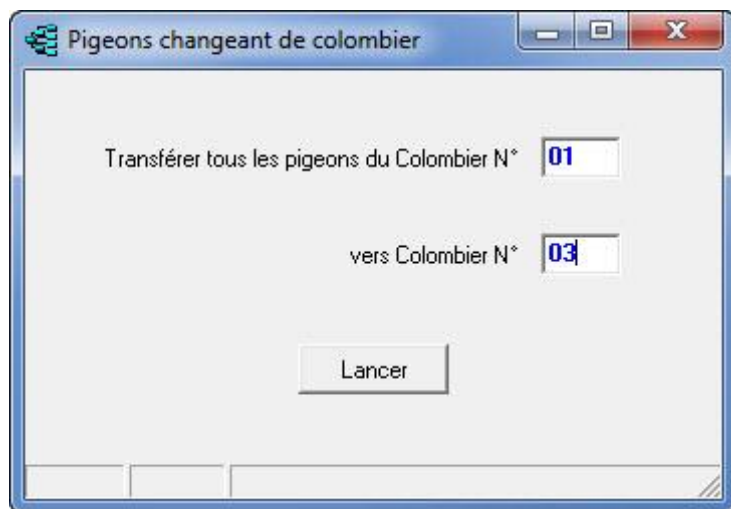 Pigeons changeant de colombier
Transférer tous les pigeons du Colombier N° 01
vers Colombier N° 03
Lancer